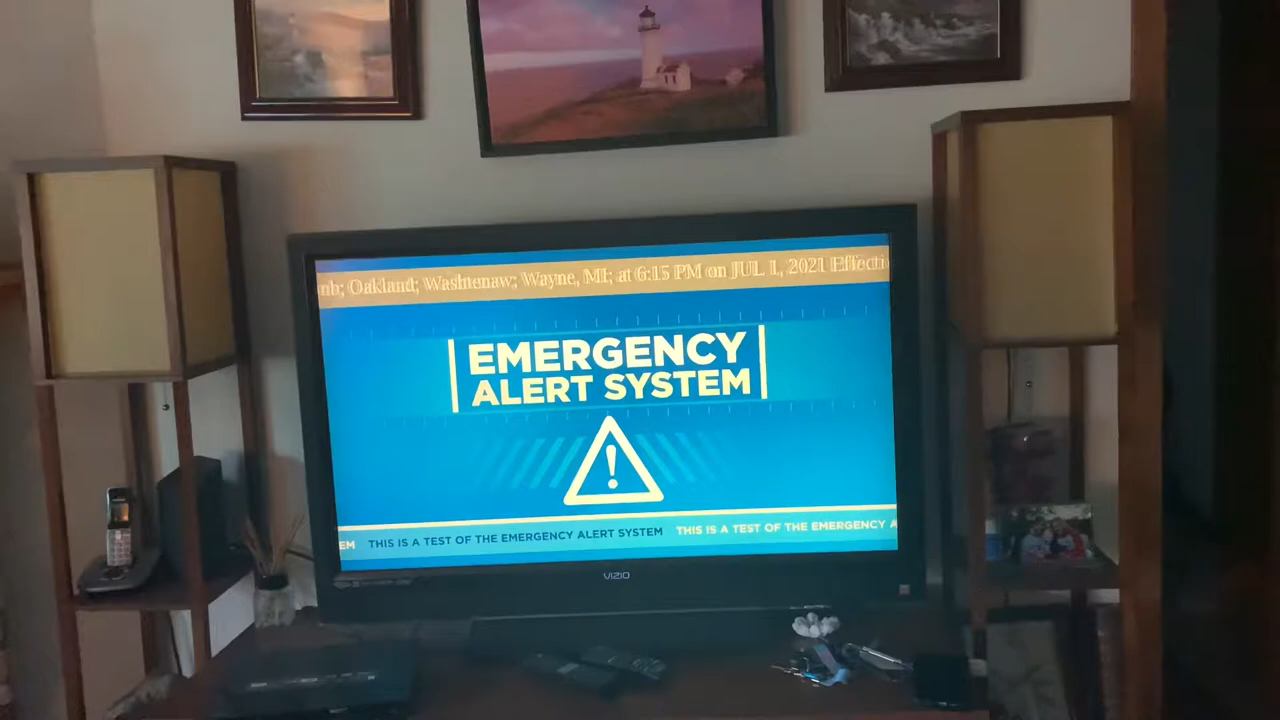 nb; Oakland; Washtenaw; Wayne, MI; at 6:15 PM on JUL 1, 2021 Effecti
EMERGENCY
ALERT SYSTEM
!
EM THIS IS A TEST OF THE EMERGENCY ALERT SYSTEM THIS IS A TEST OF THE EMERGENCY A
VIZIO